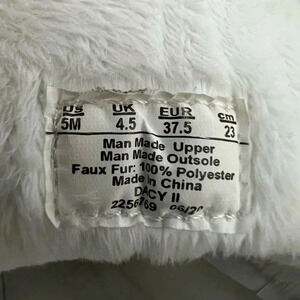 US UK EUR cm
5M 4.5 37.5 23
Man Made Upper
Man Made Outsole
Faux Fur: 100% Polyester
Made in China
DACY II